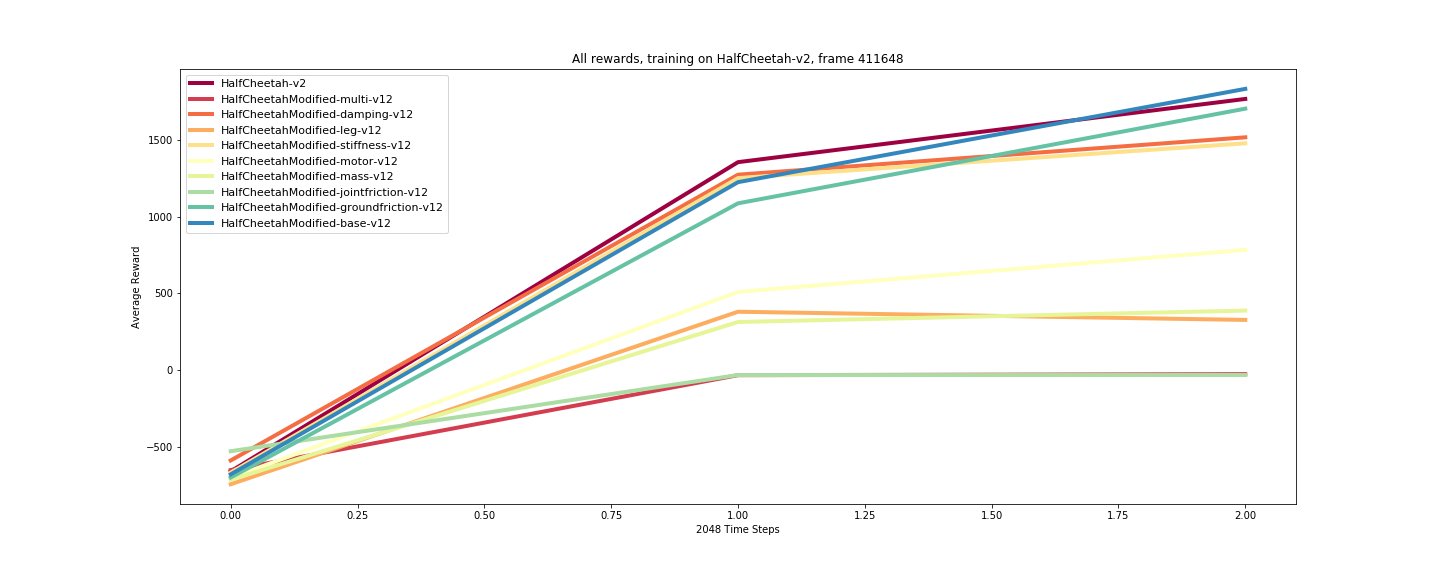 All rewards, training on HalfCheetah-v2, frame 411648
HalfCheetah-v2
HalfCheetahModified-multi-v12
HalfCheetahModified-damping-v12
HalfCheetahModified-leg-v12
HalfCheetahModified-stiffness-v12
HalfCheetahModified-motor-v12
HalfCheetahModified-mass-v12
HalfCheetahModified-jointfriction-v12
HalfCheetahModified-groundfriction-v12
HalfCheetahModified-base-v12
Average Reward
1500
1000
500
0
−500
0.00 0.25 0.50 0.75 1.00 1.25 1.50 1.75 2.00
2048 Time Steps